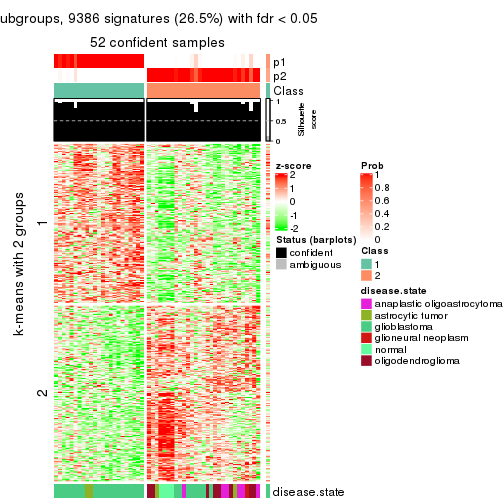 ubgroups, 9386 signatures (26.5%) with fdr < 0.05
52 confident samples
p1
p2
Class
1
0.5
0
Silhouette
score
k-means with 2 groups
1
2
z-score
2
1
0
-1
-2
Status (barplots)
confident
ambiguous
Prob
1
0.8
0.6
0.4
0.2
0
Class
1
2
disease.state
anaplastic oligoastrocytoma
astrocytic tumor
glioblastoma
glioneural neoplasm
normal
oligodendroglioma
disease.state